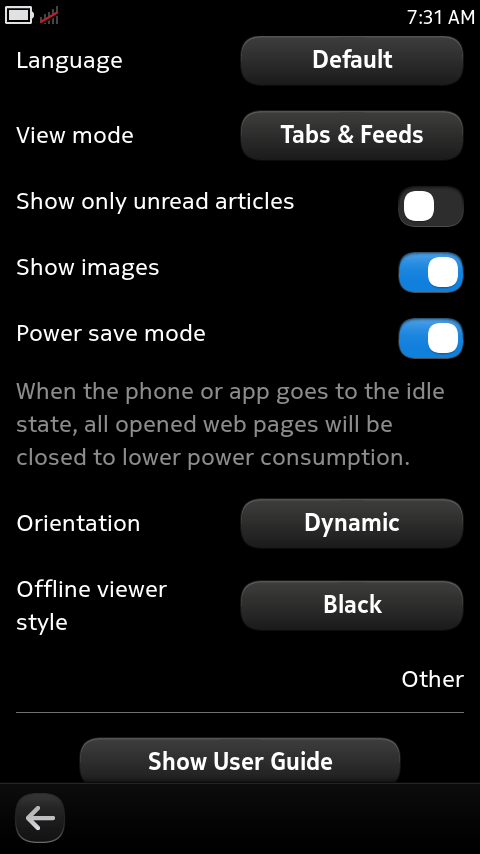 7:31 AM
Language
Default
View mode
Tabs & Feeds
Show only unread articles
Show images
Power save mode
When the phone or app goes to the idle
state, all opened web pages will be
closed to lower power consumption.
Orientation
Dynamic
Offline viewer
style
Black
Other
Show User Guide